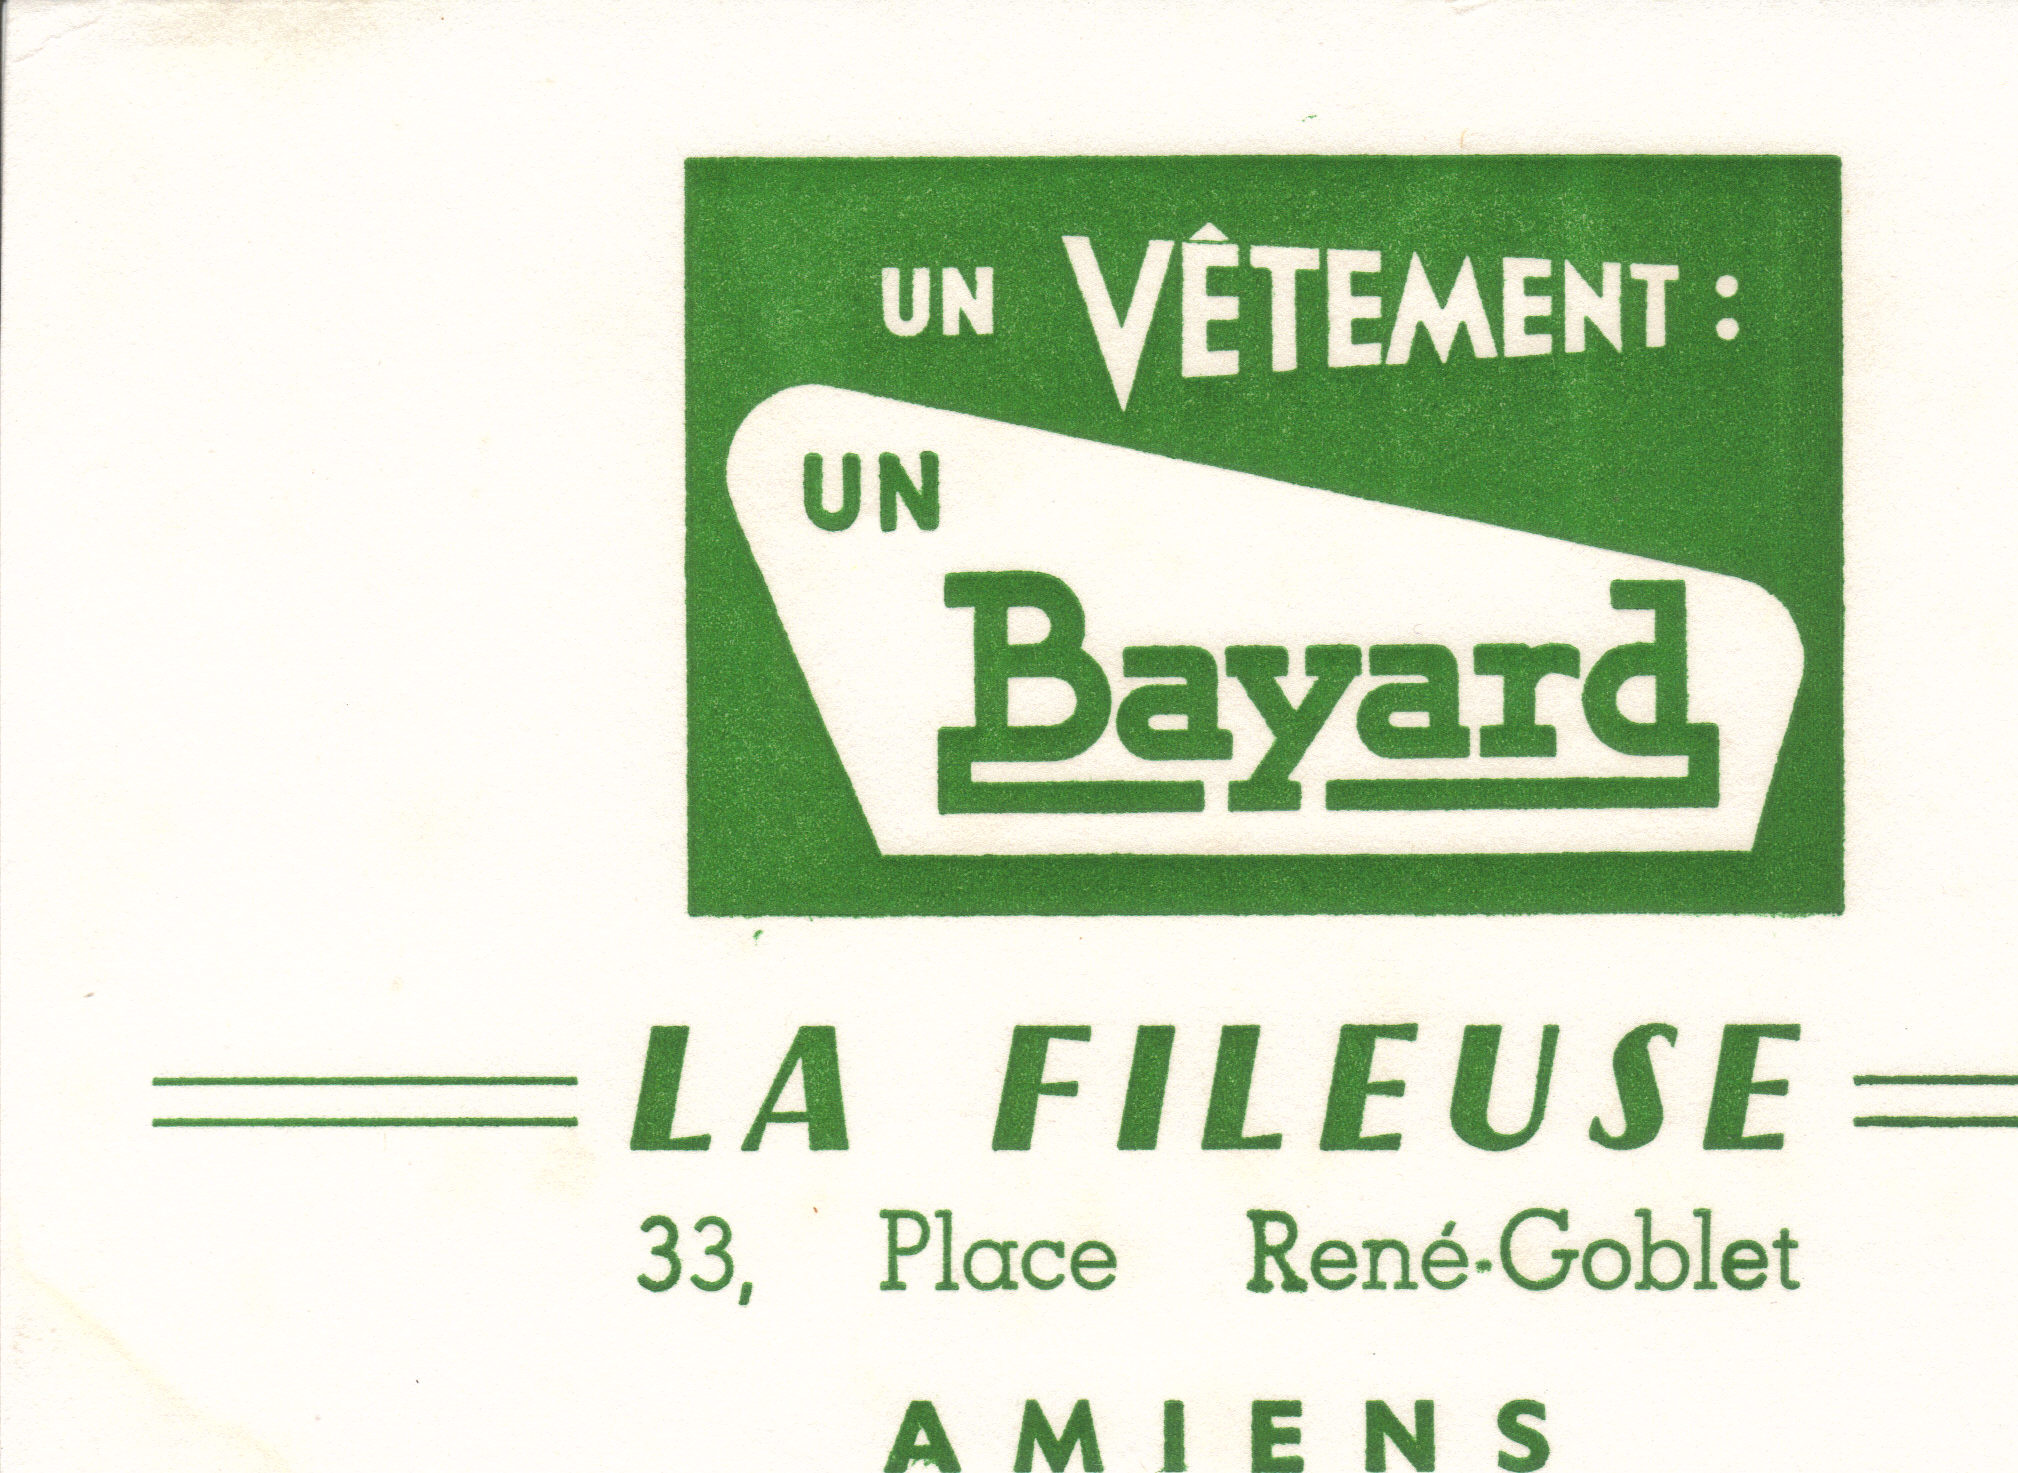 UN VÊTEMENT :
UN
Bayard
LA FILEUSE
33, Place René-Goblet
AMIENS